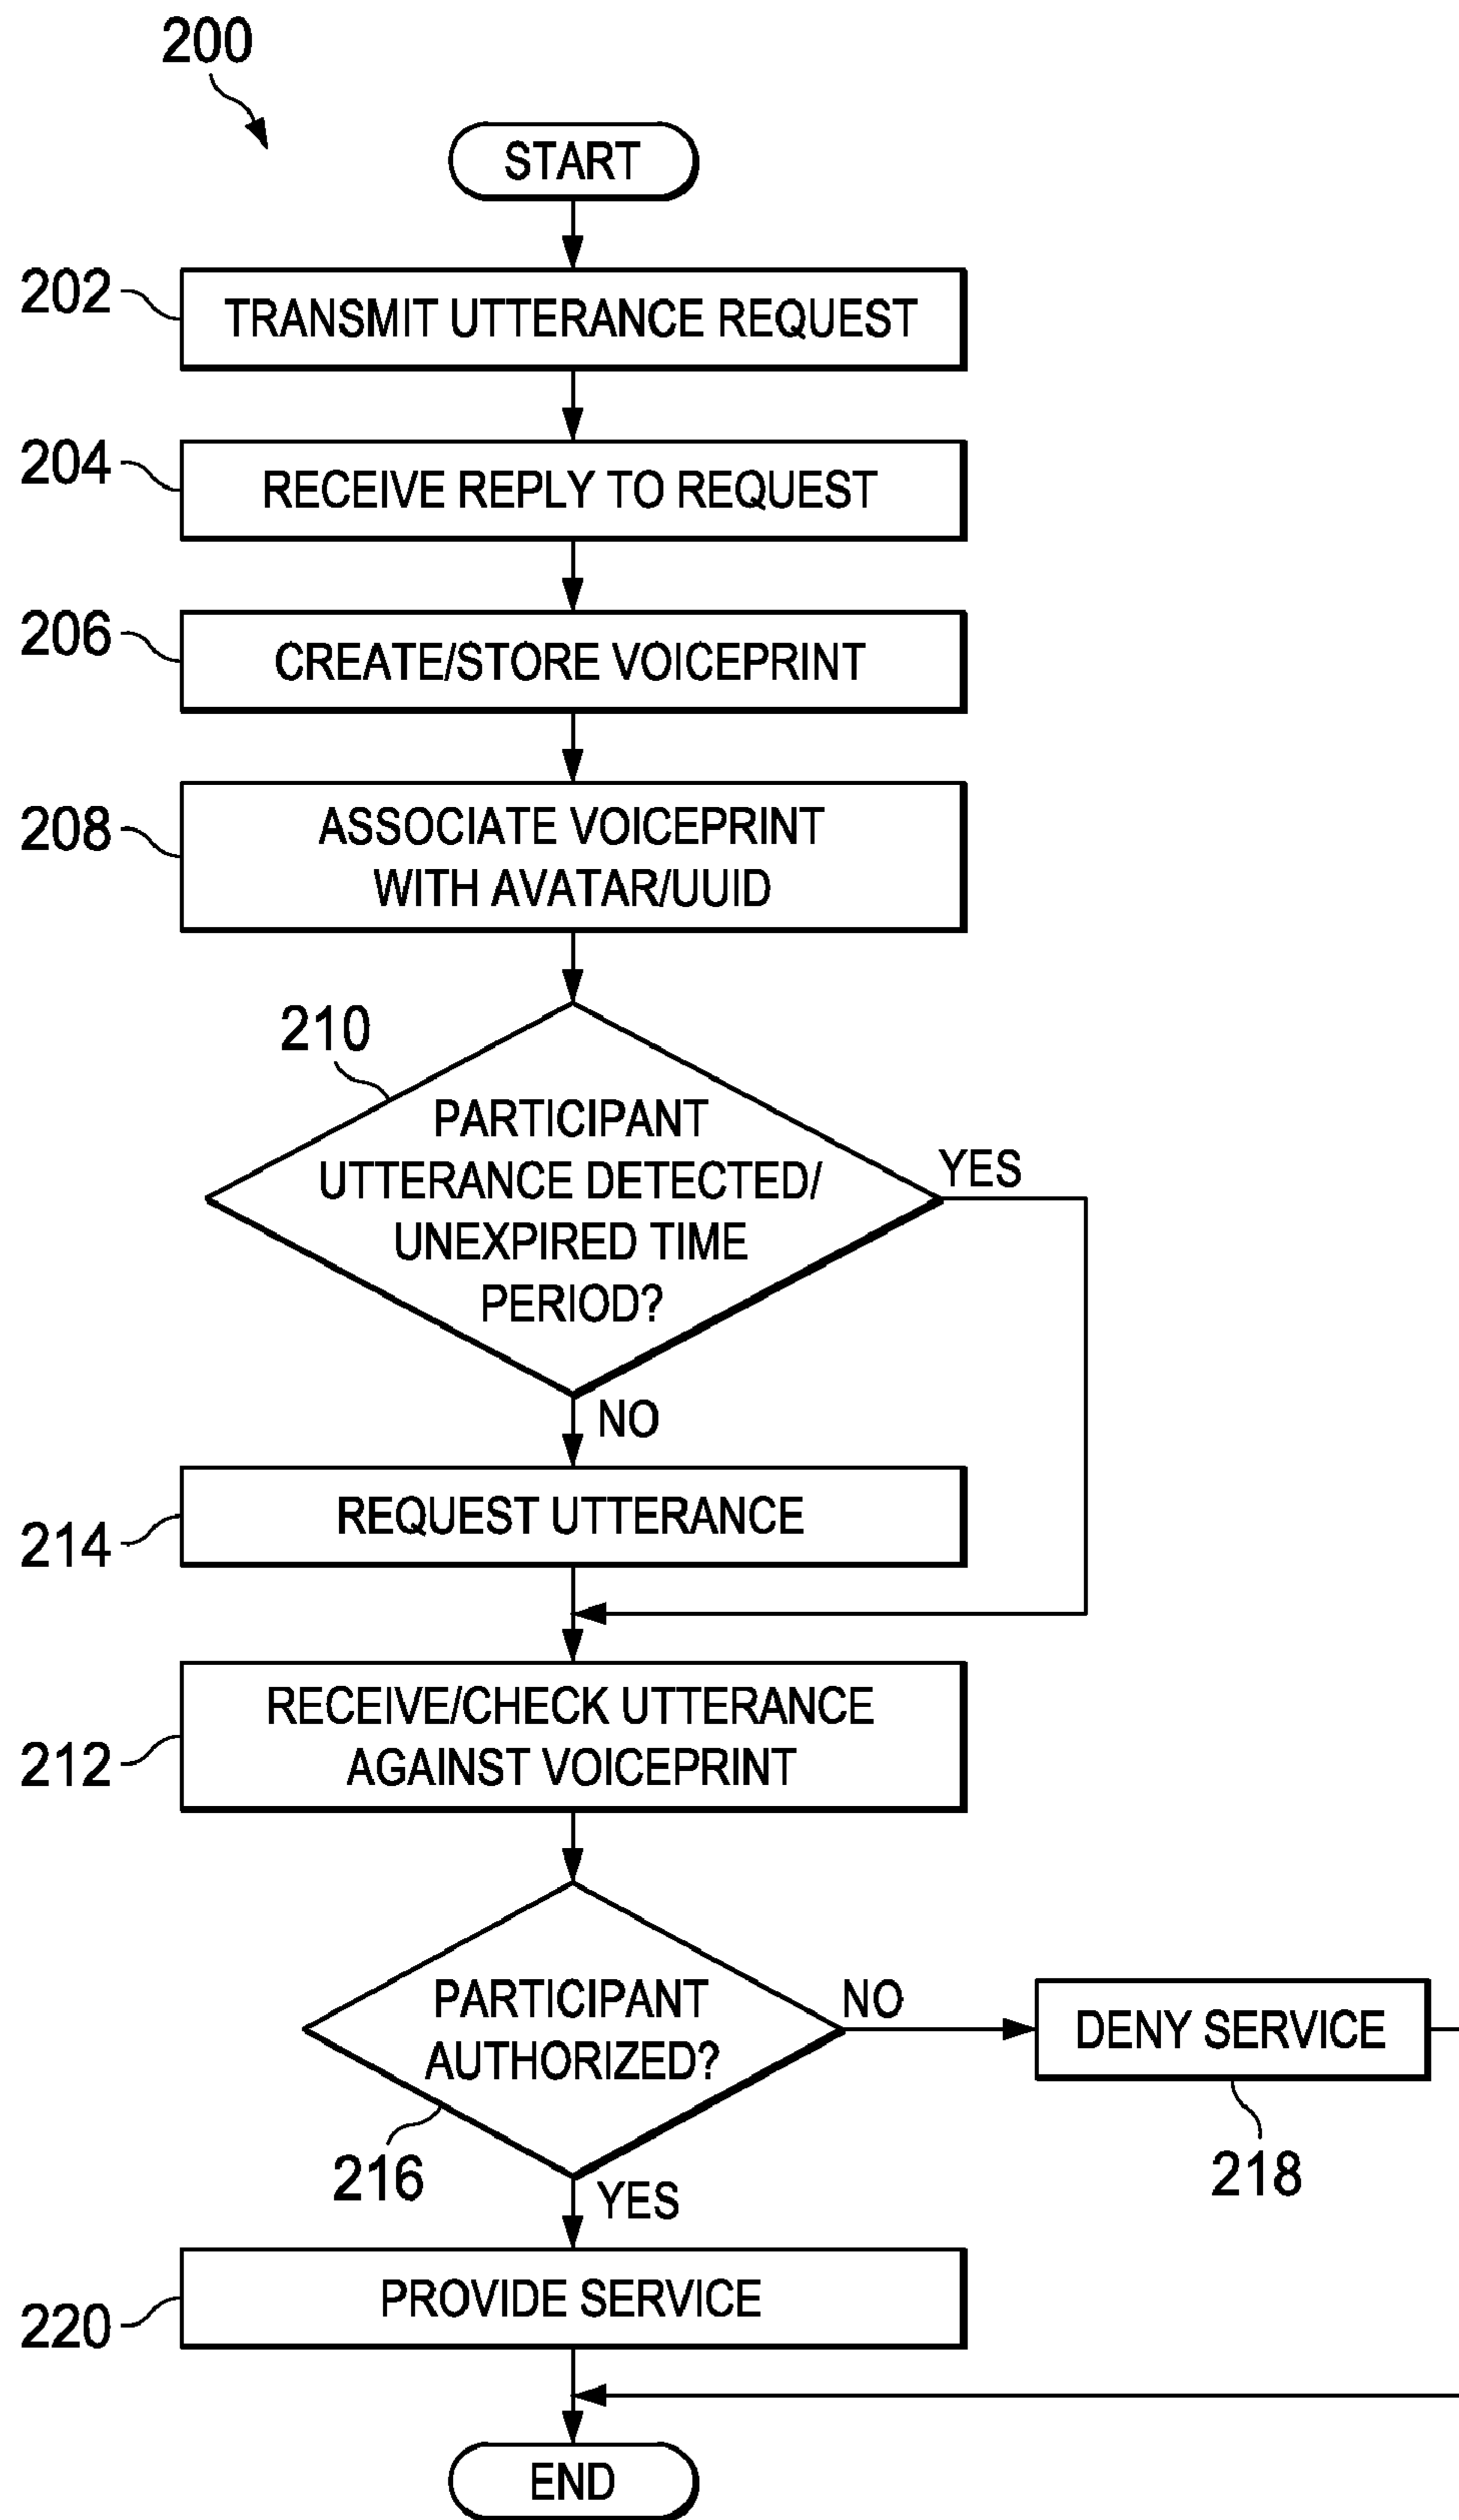 200
START
202
TRANSMIT UTTERANCE REQUEST
204
RECEIVE REPLY TO REQUEST
206
CREATE/STORE VOICEPRINT
208
ASSOCIATE VOICEPRINT
WITH AVATAR/UUID
210
PARTICIPANT
UTTERANCE DETECTED/
UNEXPIRED TIME
PERIOD?
YES
NO
214
REQUEST UTTERANCE
212
RECEIVE/CHECK UTTERANCE
AGAINST VOICEPRINT
PARTICIPANT
AUTHORIZED?
NO
DENY SERVICE
216
218
YES
220
PROVIDE SERVICE
END